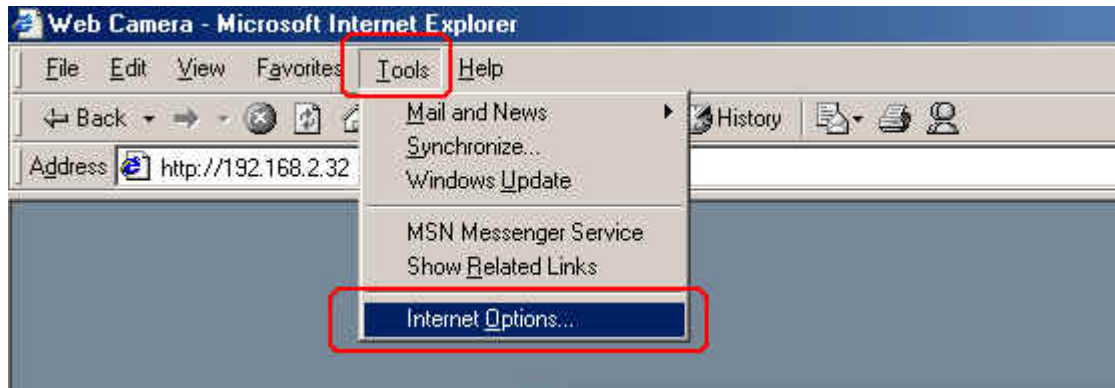 Web Camera - Microsoft Internet Explorer
File Edit View Favorites Tools Help
Back History
Address http://192.168.2.32
Mail and News
Synchronize...
Windows Update
MSN Messenger Service
Show Related Links
Internet Options...